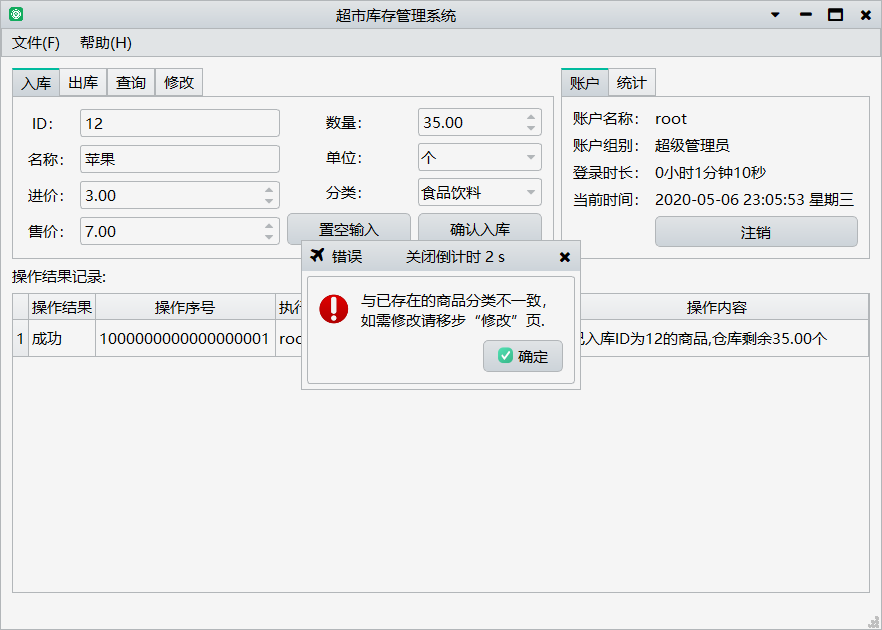 超市库存管理系统
文件(F) 帮助(H)
入库 出库 查询 修改
账户 统计
ID: 12
数量: 35.00
名称: 苹果
单位: 个
进价: 3.00
分类: 食品饮料
售价: 7.00
置空输入 确认入库
账户名称: root
账户组别: 超级管理员
登录时长: 0小时1分钟10秒
当前时间: 2020-05-06 23:05:53 星期三
注销
错误 关闭倒计时 2 s
与已存在的商品分类不一致,
如需修改请移步“修改”页.
确定
操作结果记录:
操作结果 操作序号 执行 操作内容
1 成功 1000000000000000001 roo 已入库ID为12的商品,仓库剩余35.00个